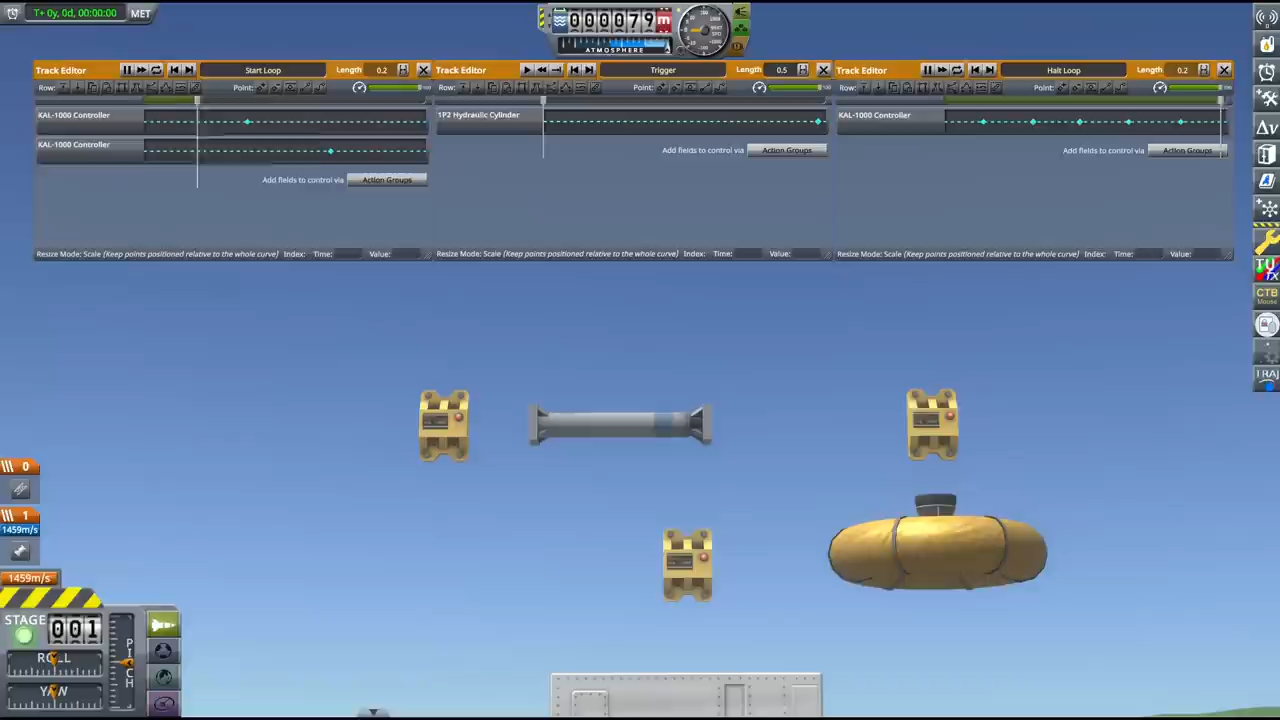 T+ 0y, 0d, 00:00:00 MET
000079 m
ATMOSPHERE
Track Editor Start Loop Length 0.2
Row: Point:
KAL-1000 Controller
KAL-1000 Controller
Add fields to control via Action Groups
Resize Mode: Scale (Keep points positioned relative to the whole curve) Index: Time: Value:
Track Editor Trigger Length 0.5
Row: Point:
1P2 Hydraulic Cylinder
Add fields to control via Action Groups
Resize Mode: Scale (Keep points positioned relative to the whole curve) Index: Time: Value:
Track Editor Halt Loop Length 0.2
Row: Point:
KAL-1000 Controller
Add fields to control via Action Groups
Resize Mode: Scale (Keep points positioned relative to the whole curve) Index: Time: Value:
Δv
CTB
Mouse
TRAJ
0
1
1459m/s
1459m/s
STAGE 001
ROLL
YAW
PITCH